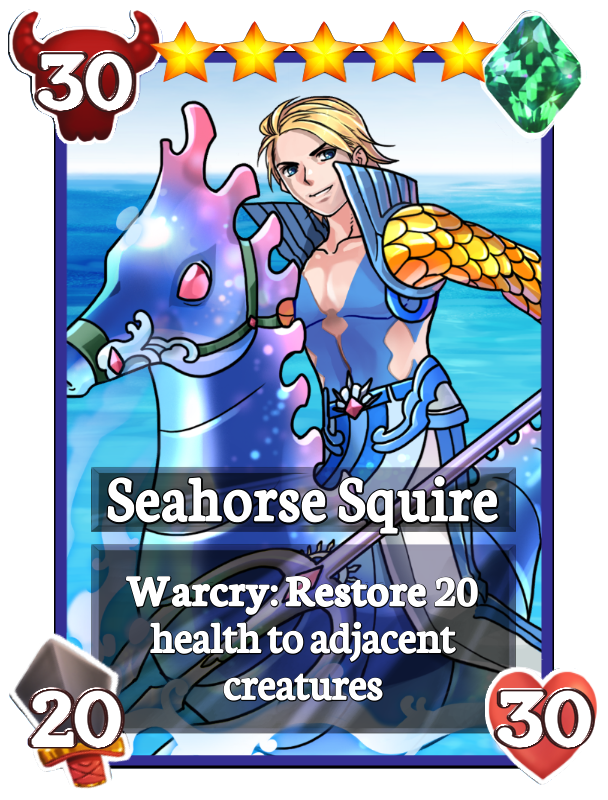 30
Seahorse Squire
Warcry: Restore 20
health to adjacent
creatures
20
30